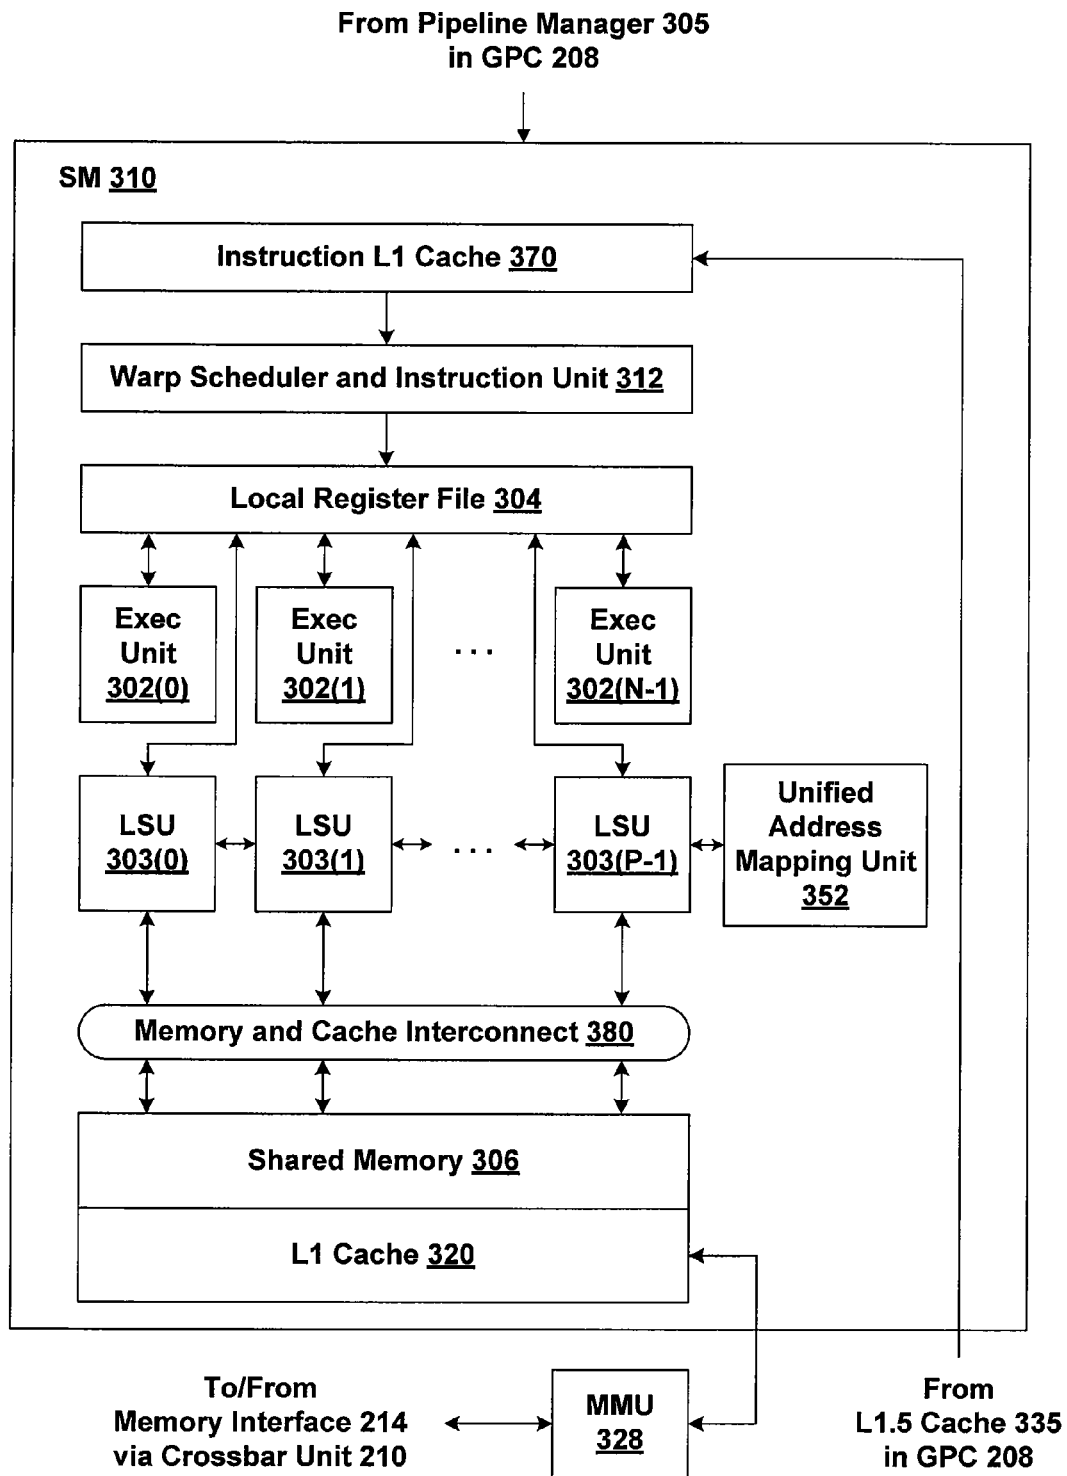 From Pipeline Manager 305
in GPC 208
SM 310
Instruction L1 Cache 370
Warp Scheduler and Instruction Unit 312
Local Register File 304
Exec
Unit
302(0)
Exec
Unit
302(1)
. . .
Exec
Unit
302(N-1)
LSU
303(0)
LSU
303(1)
. . .
LSU
303(P-1)
Unified
Address
Mapping Unit
352
Memory and Cache Interconnect 380
Shared Memory 306
L1 Cache 320
To/From
Memory Interface 214
via Crossbar Unit 210
MMU
328
From
L1.5 Cache 335
in GPC 208